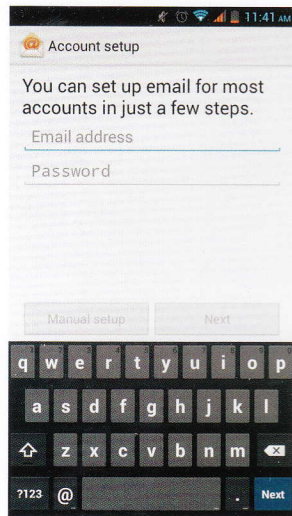 11:41 AM
Account setup
You can set up email for most
accounts in just a few steps.
Email address
Password
Manual setup
Next
q w e r t y u i o p
a s d f g h j k l
z x c v b n m
?123 @ . Next